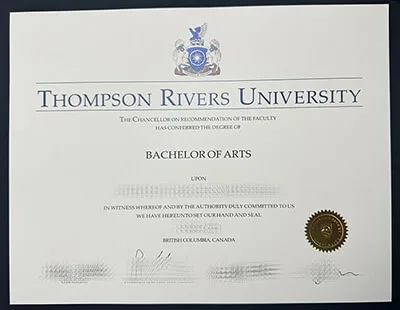 THOMPSON RIVERS UNIVERSITY
THE CHANCELLOR ON RECOMMENDATION OF THE FACULTY
HAS CONFERRED THE DEGREE OF
BACHELOR OF ARTS
UPON
IN WITNESS WHEREOF AND BY THE AUTHORITY DULY COMMITTED TO US
WE HAVE HEREUNTO SET OUR HAND AND SEAL
BRITISH COLUMBIA, CANADA